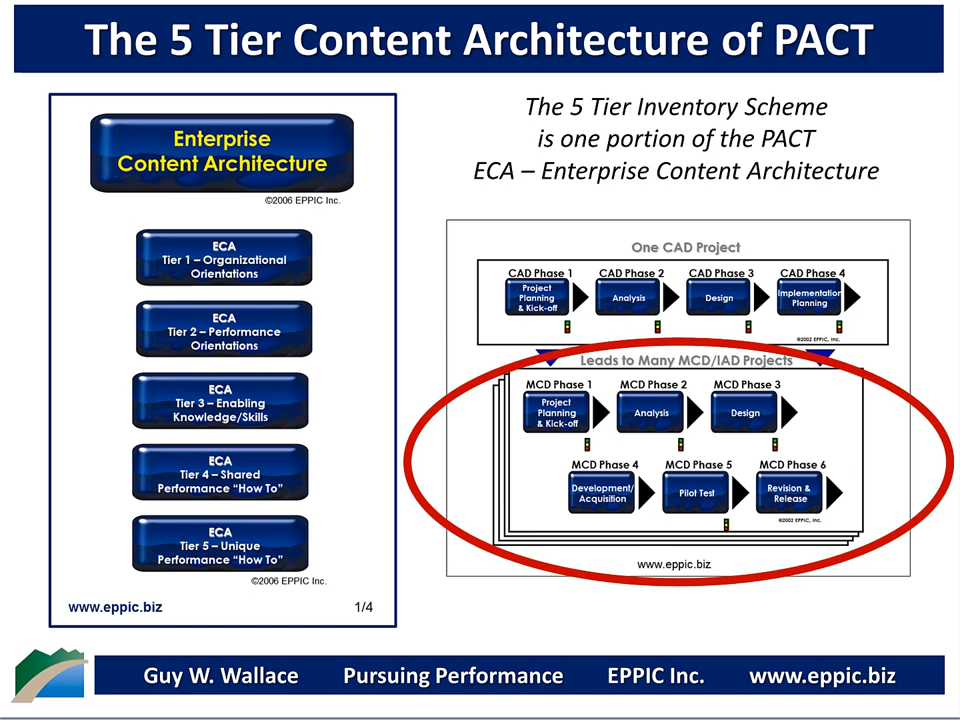 The 5 Tier Content Architecture of PACT
Enterprise
Content Architecture
©2006 EPPIC Inc.
ECA
Tier 1 – Organizational
Orientations
ECA
Tier 2 – Performance
Orientations
ECA
Tier 3 – Enabling
Knowledge/Skills
ECA
Tier 4 – Shared
Performance “How To”
ECA
Tier 5 – Unique
Performance “How To”
©2006 EPPIC Inc.
www.eppic.biz 1/4
The 5 Tier Inventory Scheme
is one portion of the PACT
ECA – Enterprise Content Architecture
One CAD Project
CAD Phase 1 CAD Phase 2 CAD Phase 3 CAD Phase 4
Project
Planning
& Kick-off
Analysis
Design
Implementation
Planning
©2002 EPPIC, Inc.
Leads to Many MCD/IAD Projects
MCD Phase 1 MCD Phase 2 MCD Phase 3
Project
Planning
& Kick-off
Analysis
Design
MCD Phase 4 MCD Phase 5 MCD Phase 6
Development/
Acquisition
Pilot Test
Revision &
Release
©2002 EPPIC, Inc.
www.eppic.biz
Guy W. Wallace Pursuing Performance EPPIC Inc. www.eppic.biz